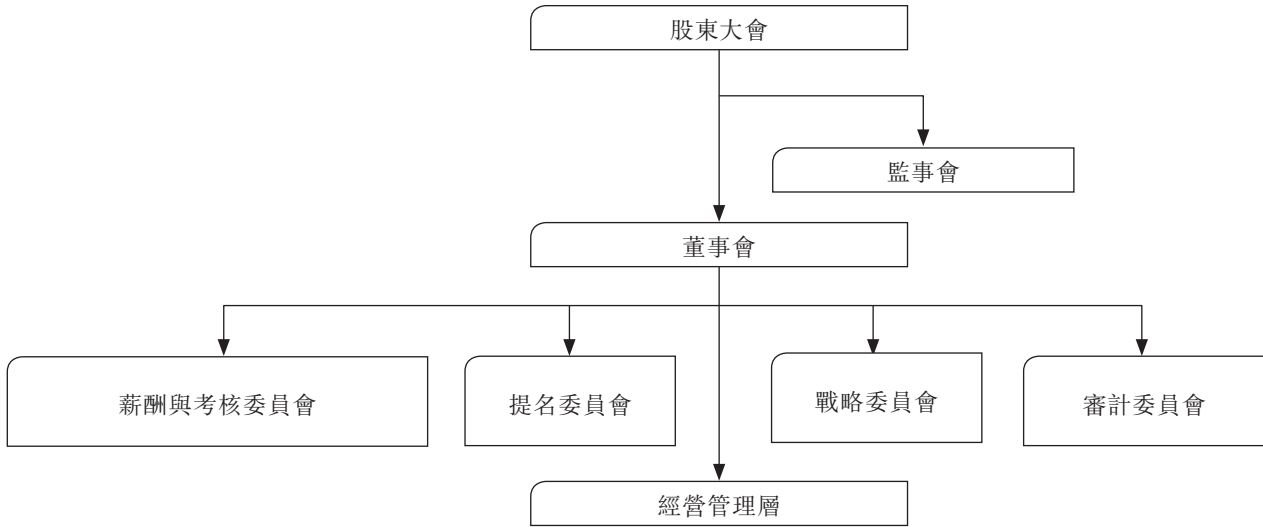 股東大會
監事會
董事會
薪酬與考核委員會
提名委員會
戰略委員會
審計委員會
經營管理層